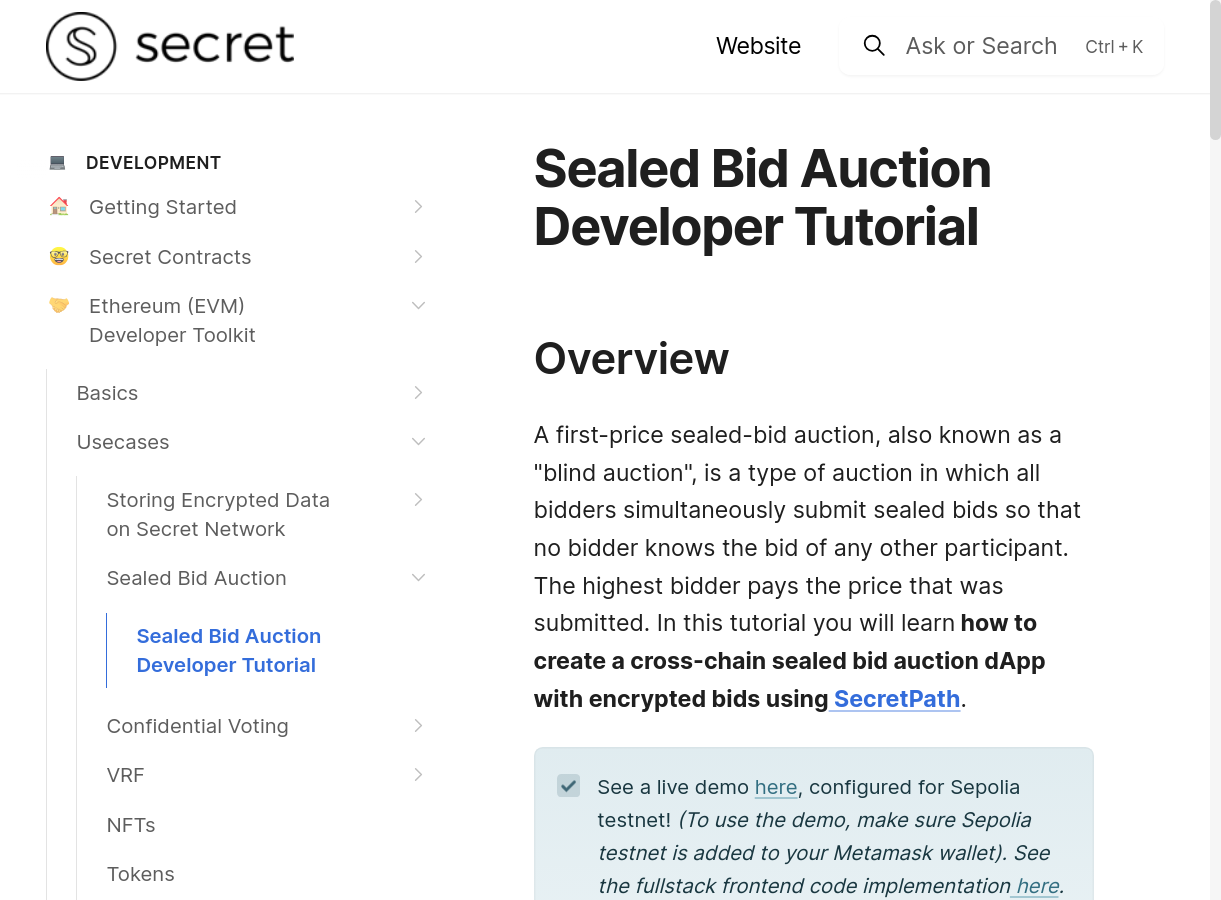 secret
Website
Ask or Search Ctrl + K
DEVELOPMENT
Getting Started
Secret Contracts
Ethereum (EVM)
Developer Toolkit
Basics
Usecases
Storing Encrypted Data
on Secret Network
Sealed Bid Auction
Sealed Bid Auction
Developer Tutorial
Confidential Voting
VRF
NFTs
Tokens
Sealed Bid Auction
Developer Tutorial
Overview
A first-price sealed-bid auction, also known as a
"blind auction", is a type of auction in which all
bidders simultaneously submit sealed bids so that
no bidder knows the bid of any other participant.
The highest bidder pays the price that was
submitted. In this tutorial you will learn how to
create a cross-chain sealed bid auction dApp
with encrypted bids using SecretPath.
See a live demo here, configured for Sepolia
testnet! (To use the demo, make sure Sepolia
testnet is added to your Metamask wallet). See
the fullstack frontend code implementation here.